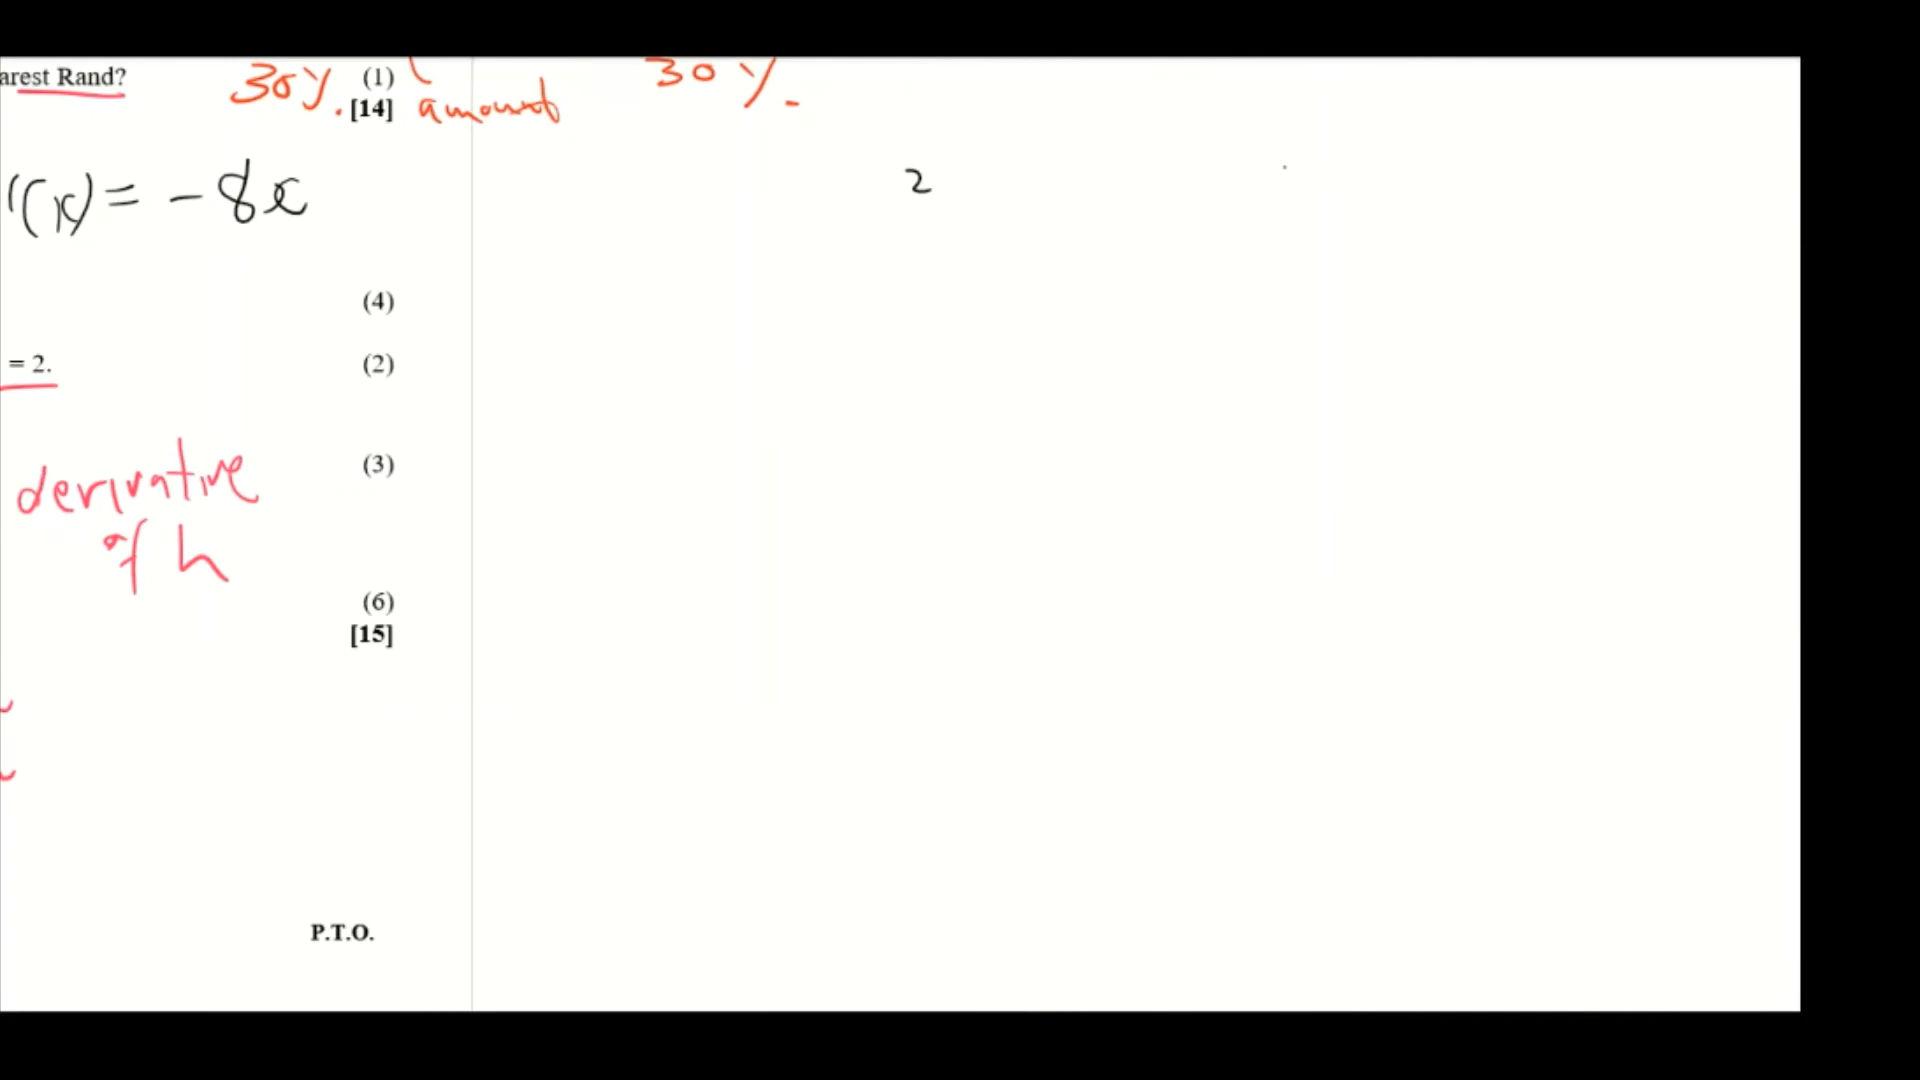 arest Rand? 30%. (1) 30%.
[14] amount
2
'(x) = -8x
(4)
= 2. (2)
derivative (3)
of h
(6)
[15]
P.T.O.